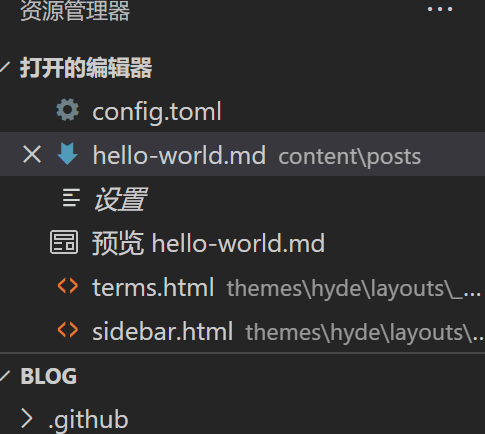 资源管理器 ...
打开的编辑器
config.toml
hello-world.md content\posts
设置
预览 hello-world.md
terms.html themes\hyde\layouts\_...
sidebar.html themes\hyde\layouts\...
BLOG
.github